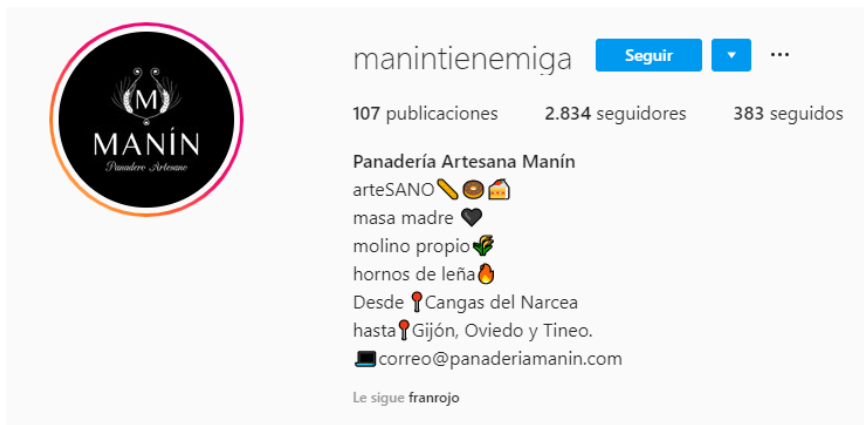 M
MANÍN
Panadero Artesano
manintienemiga
Seguir
107 publicaciones 2.834 seguidores 383 seguidos
Panadería Artesana Manín
arteSANO🥖🍩🍰
masa madre 🖤
molino propio🌾
hornos de leña🔥
Desde 📍Cangas del Narcea
hasta📍Gijón, Oviedo y Tineo.
💻correo@panaderiamanin.com
Le sigue franrojo